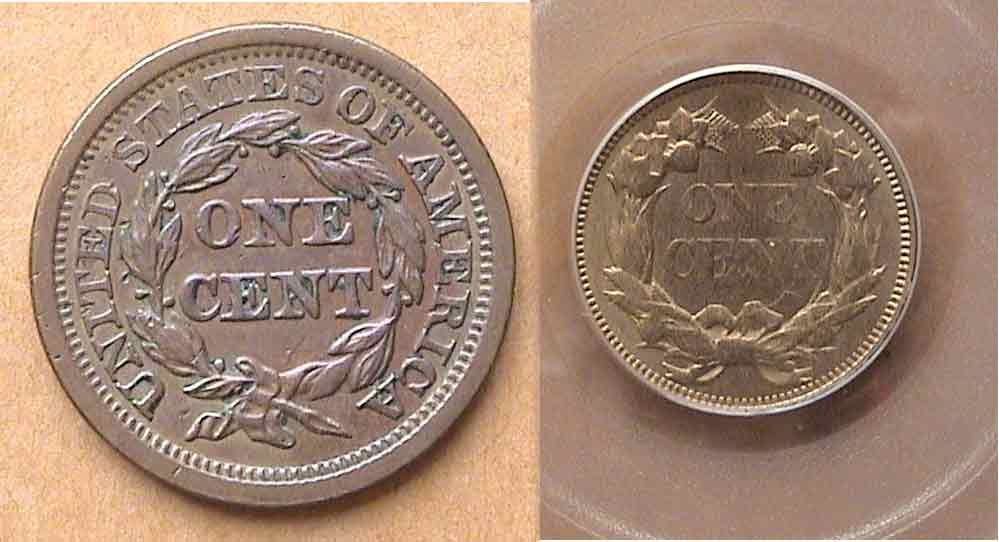 UNITED STATES OF AMERICA
ONE
CENT
ONE
CENT